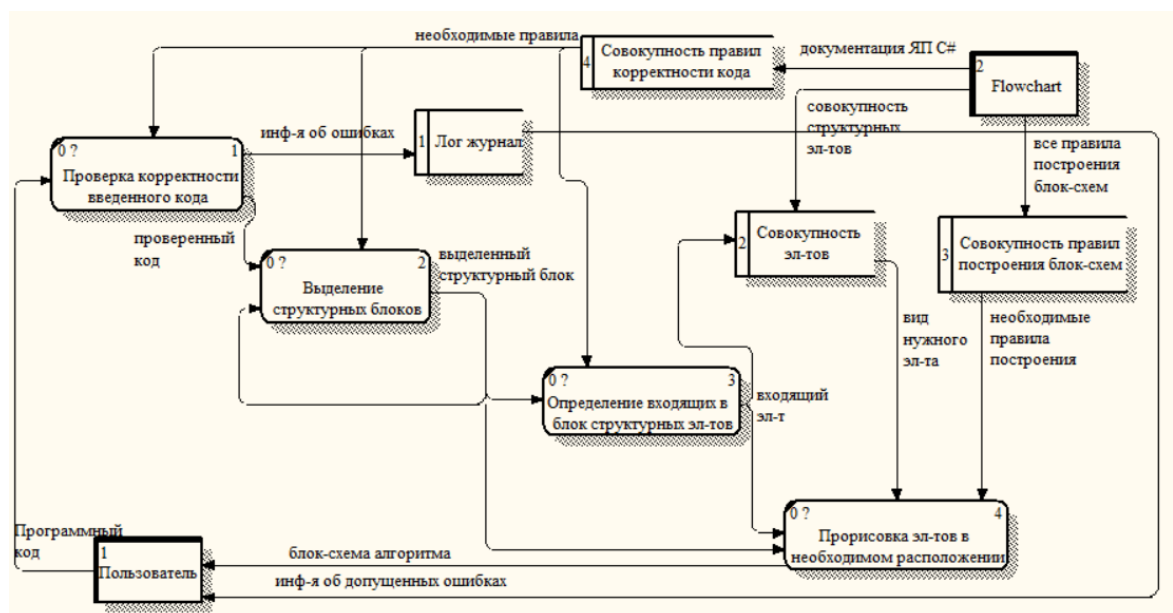 необходимые правила
4
Совокупность правил
корректности кода
документация ЯП C#
2
Flowchart
совокупность
структурных
эл-тов
все правила
построения
блок-схем
инф-я об ошибках
1
Лог журнал
0 ?
1
Проверка корректности
введенного кода
проверенный
код
0 ?
2
Выделение
структурных блоков
выделенный
структурный блок
2
Совокупность
эл-тов
3
Совокупность правил
построения блок-схем
вид
нужного
эл-та
необходимые
правила
построения
0 ?
3
Определение входящих в
блок структурных эл-тов
входящий
эл-т
0 ?
4
Прорисовка эл-тов в
необходимом расположении
Программный
код
1
Пользователь
блок-схема алгоритма
инф-я об допущенных ошибках